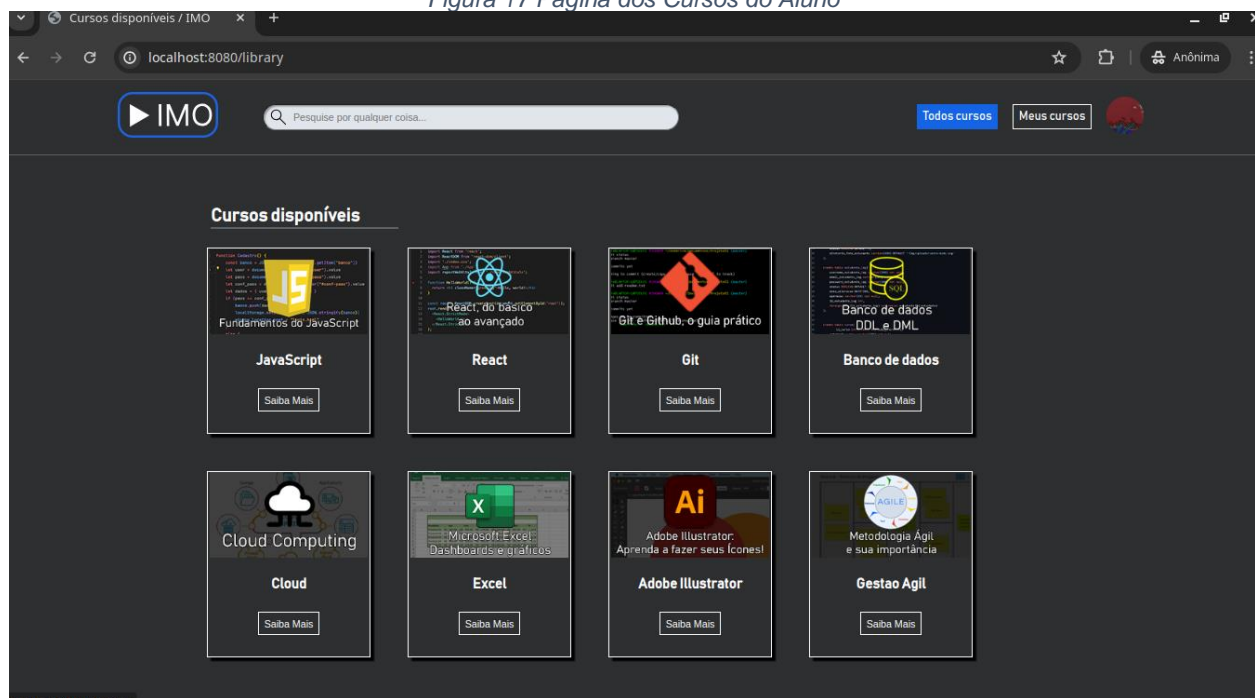 Figura 17 Página dos Cursos do Aluno
Cursos disponíveis / IMO
localhost:8080/library
Anônima
IMO
Pesquise por qualquer coisa...
Todos cursos
Meus cursos
Cursos disponíveis
JS
Fundamentos do JavaScript
React, do básico
ao avançado
Git e Github, o guia prático
SQL
Banco de dados
DDL e DML
JavaScript
React
Git
Banco de dados
Saiba Mais
Saiba Mais
Saiba Mais
Saiba Mais
Cloud Computing
X
Microsoft Excel
Dashboards e gráficos
Ai
Adobe Illustrator:
Aprenda a fazer seus Ícones!
AGILE
Metodologia Ágil
e sua importância
Cloud
Excel
Adobe Illustrator
Gestao Agil
Saiba Mais
Saiba Mais
Saiba Mais
Saiba Mais